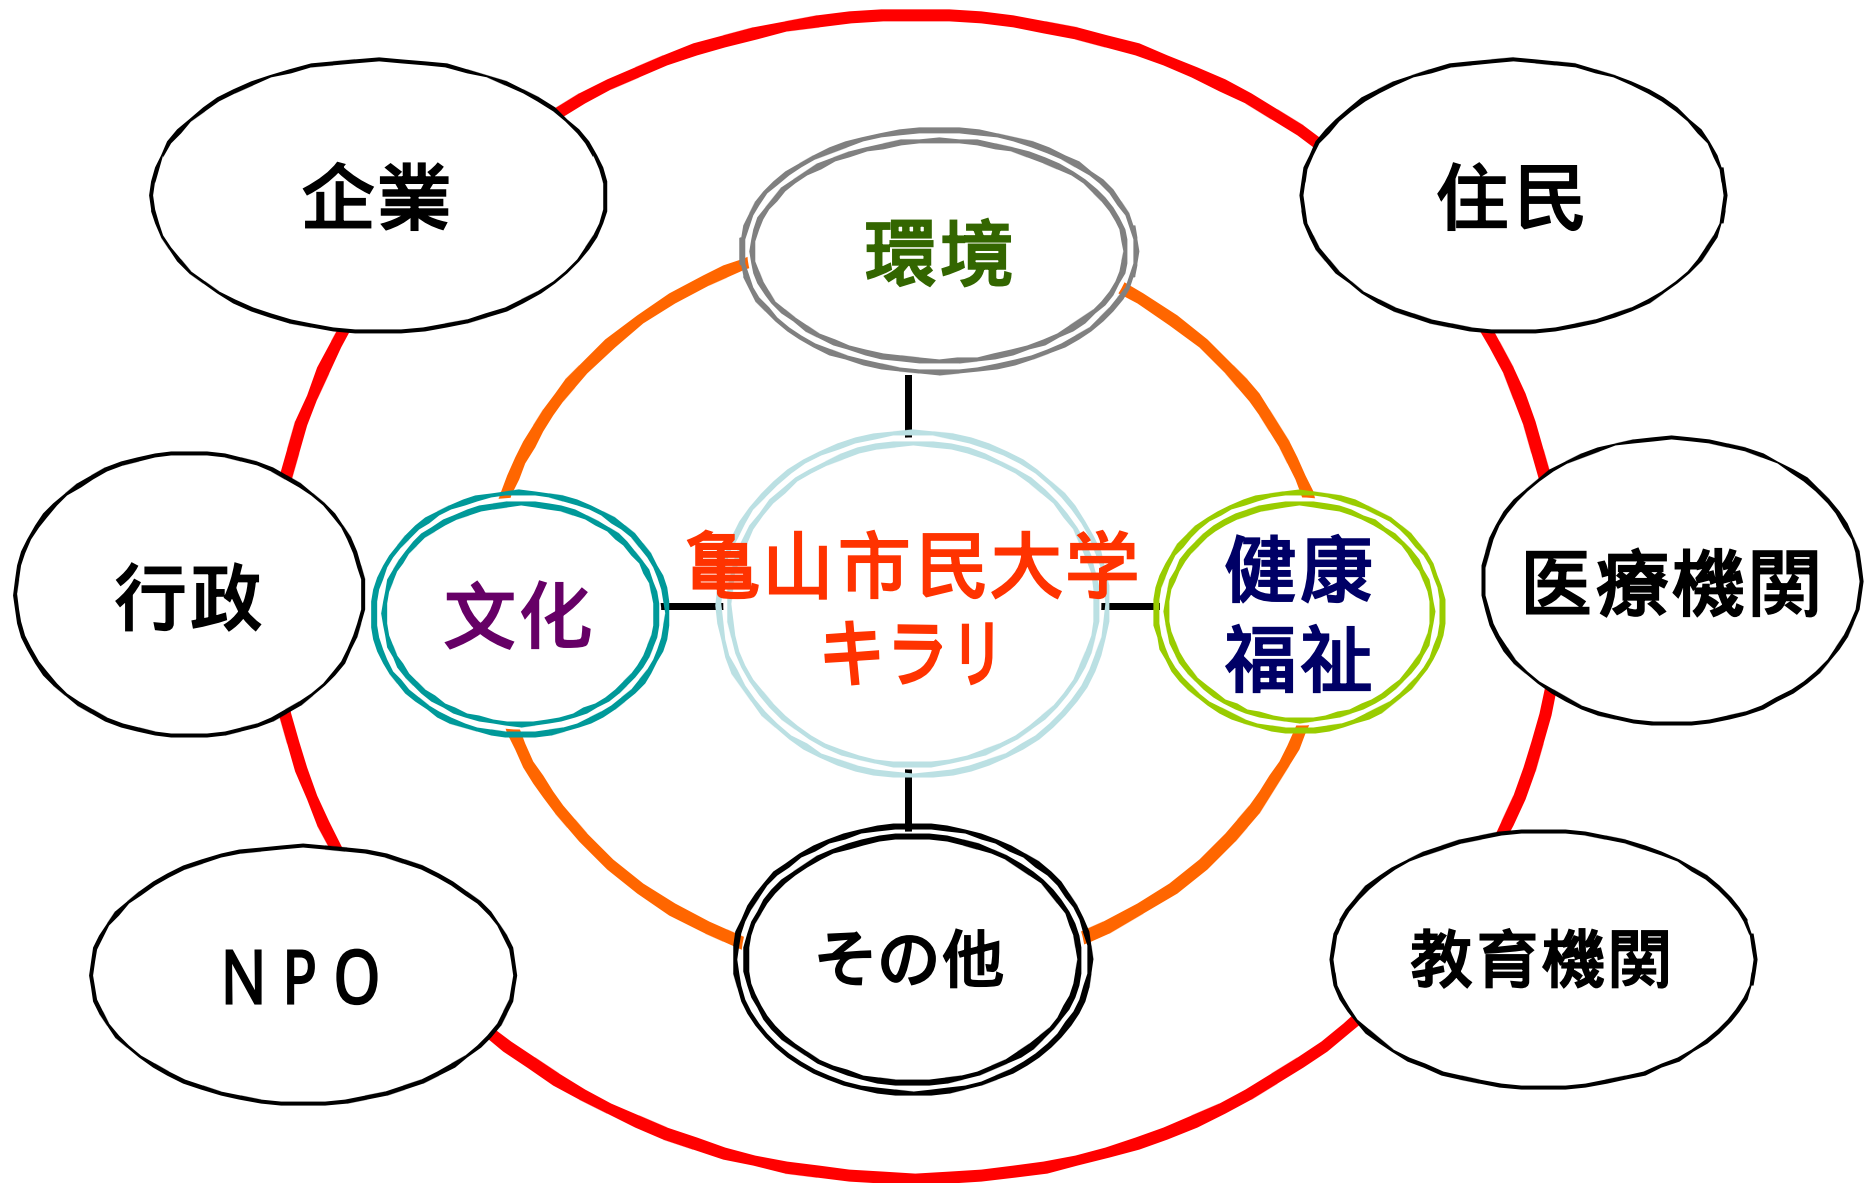 企業
住民
環境
行政
文化
亀山市民大学
キラリ
健康
福祉
医療機関
ＮＰＯ
その他
教育機関